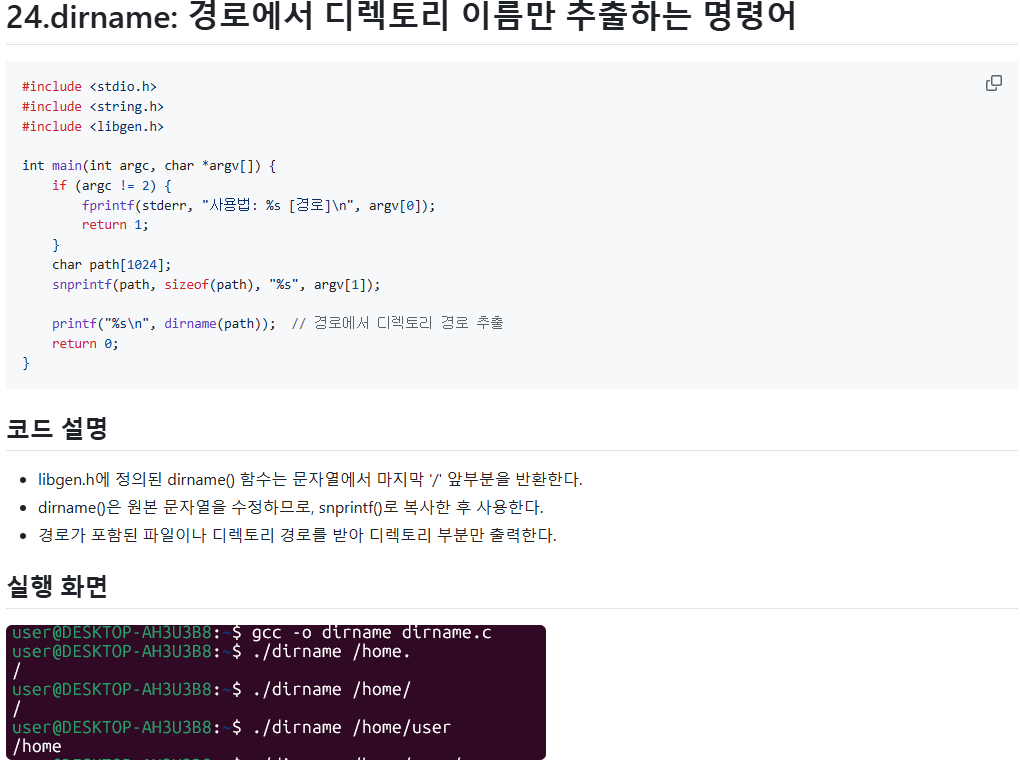 24.dirname: 경로에서 디렉토리 이름만 추출하는 명령어
#include <stdio.h>
#include <string.h>
#include <libgen.h>
int main(int argc, char *argv[]) {
    if (argc != 2) {
        fprintf(stderr, "사용법: %s [경로]\n", argv[0]);
        return 1;
    }
    char path[1024];
    snprintf(path, sizeof(path), "%s", argv[1]);
    printf("%s\n", dirname(path));  // 경로에서 디렉토리 경로 추출
    return 0;
}
코드 설명
• libgen.h에 정의된 dirname() 함수는 문자열에서 마지막 '/' 앞부분을 반환한다.
• dirname()은 원본 문자열을 수정하므로, snprintf()로 복사한 후 사용한다.
• 경로가 포함된 파일이나 디렉토리 경로를 받아 디렉토리 부분만 출력한다.
실행 화면
user@DESKTOP-AH3U3B8:~$ gcc -o dirname dirname.c
user@DESKTOP-AH3U3B8:~$ ./dirname /home.
/
user@DESKTOP-AH3U3B8:~$ ./dirname /home/
/
user@DESKTOP-AH3U3B8:~$ ./dirname /home/user
/home